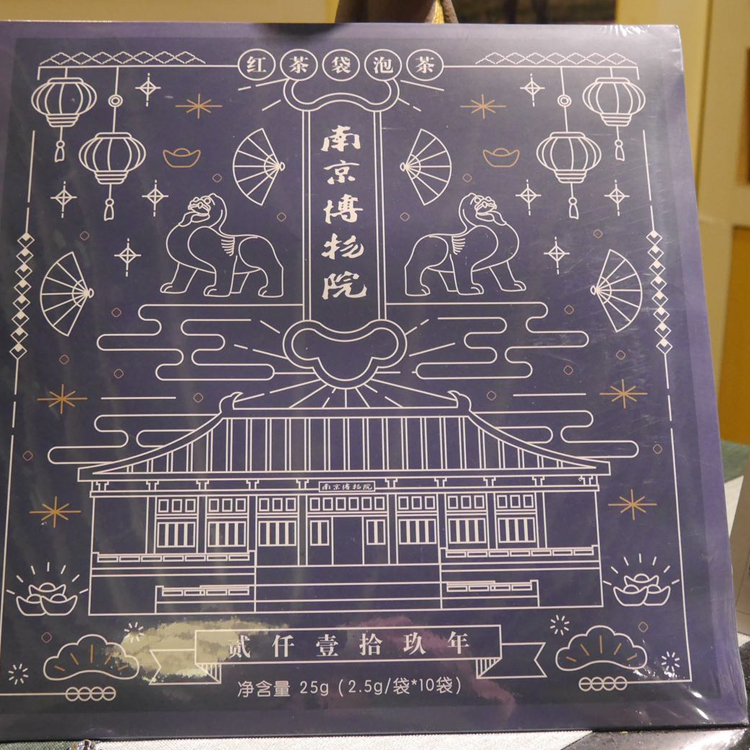 红茶袋泡茶
南京博物院
南京博物院
贰仟壹拾玖年
净含量 25g (2.5g/袋*10袋)